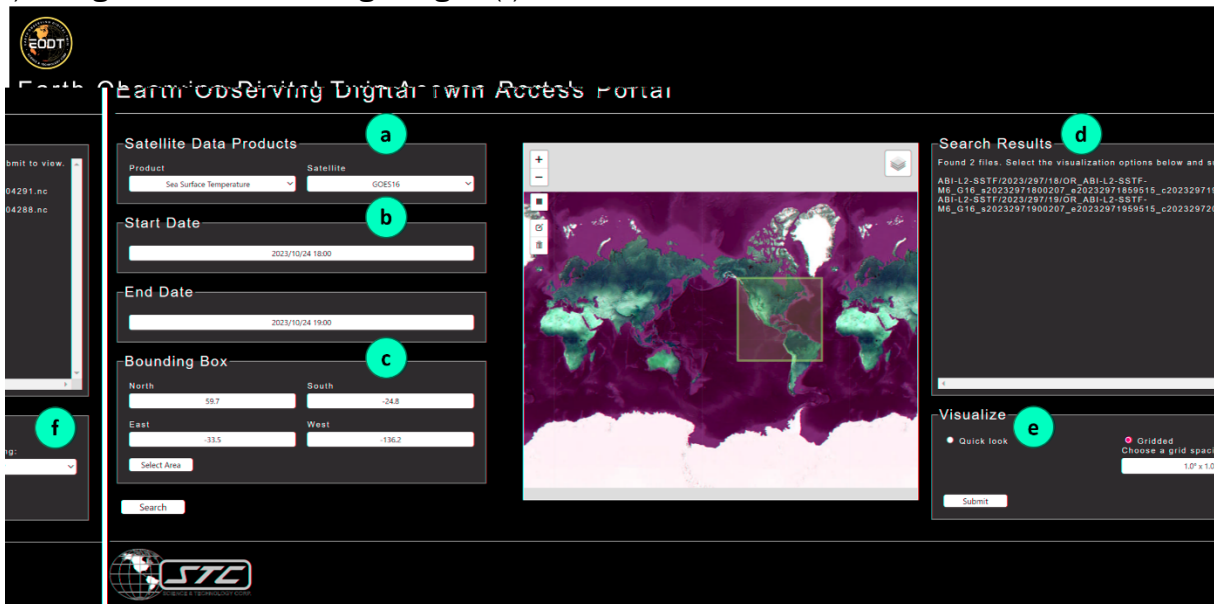 EODT
Earth Observing Digital Twin Access Portal
bmit to view.
04291.nc
04288.nc
f
ng:
a
Satellite Data Products
Product
Satellite
Sea Surface Temperature
GOES16
b
Start Date
2023/10/24 18:00
End Date
2023/10/24 19:00
c
Bounding Box
North
South
59.7
-24.8
East
West
-33.5
-136.2
Select Area
Search
+
−
d
Search Results
Found 2 files. Select the visualization options below and su
ABI-L2-SSTF/2023/297/18/OR_ABI-L2-SSTF-
M6_G16_s20232971800207_e20232971859515_c202329719
ABI-L2-SSTF/2023/297/19/OR_ABI-L2-SSTF-
M6_G16_s20232971900207_e20232971959515_c202329720
Visualize
e
Quick look
Gridded
Choose a grid spaci
1.0° x 1.0
Submit
STC
SCIENCE & TECHNOLOGY CORP.